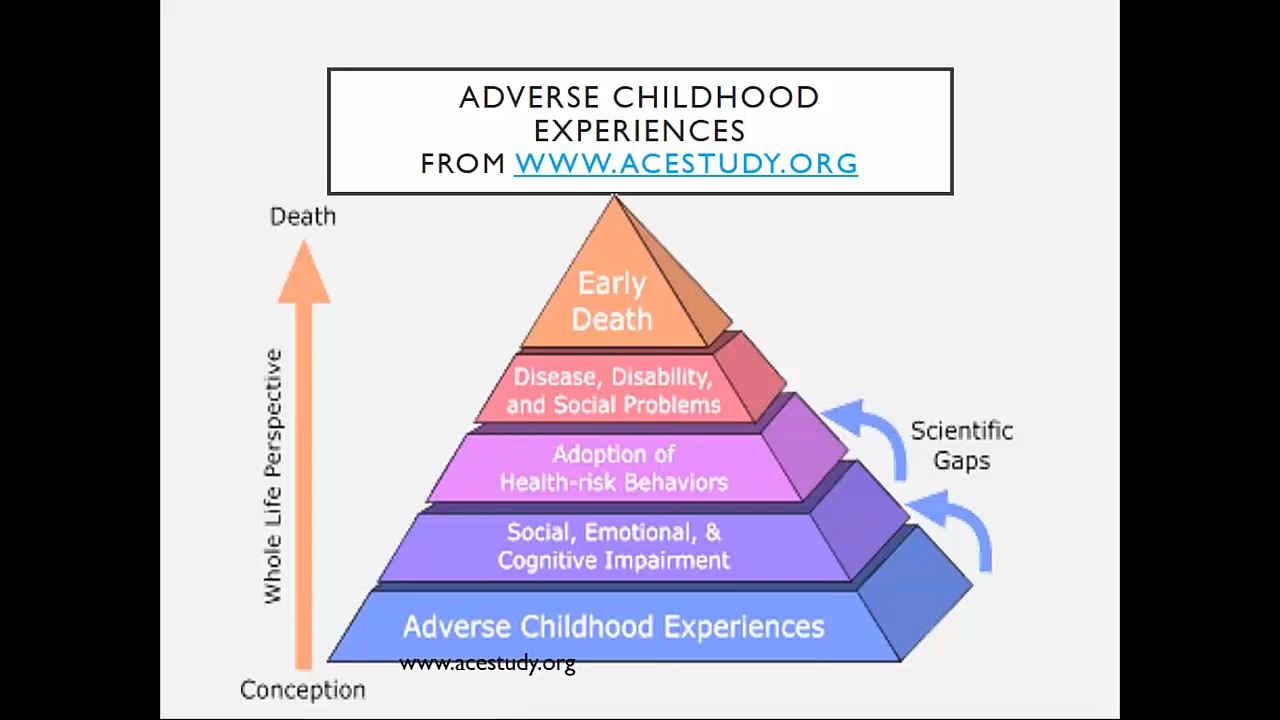 ADVERSE CHILDHOOD
EXPERIENCES
FROM WWW.ACESTUDY.ORG
Death
Whole Life Perspective
Conception
Early
Death
Disease, Disability,
and Social Problems
Adoption of
Health-risk Behaviors
Social, Emotional, &
Cognitive Impairment
Adverse Childhood Experiences
www.acestudy.org
Scientific
Gaps